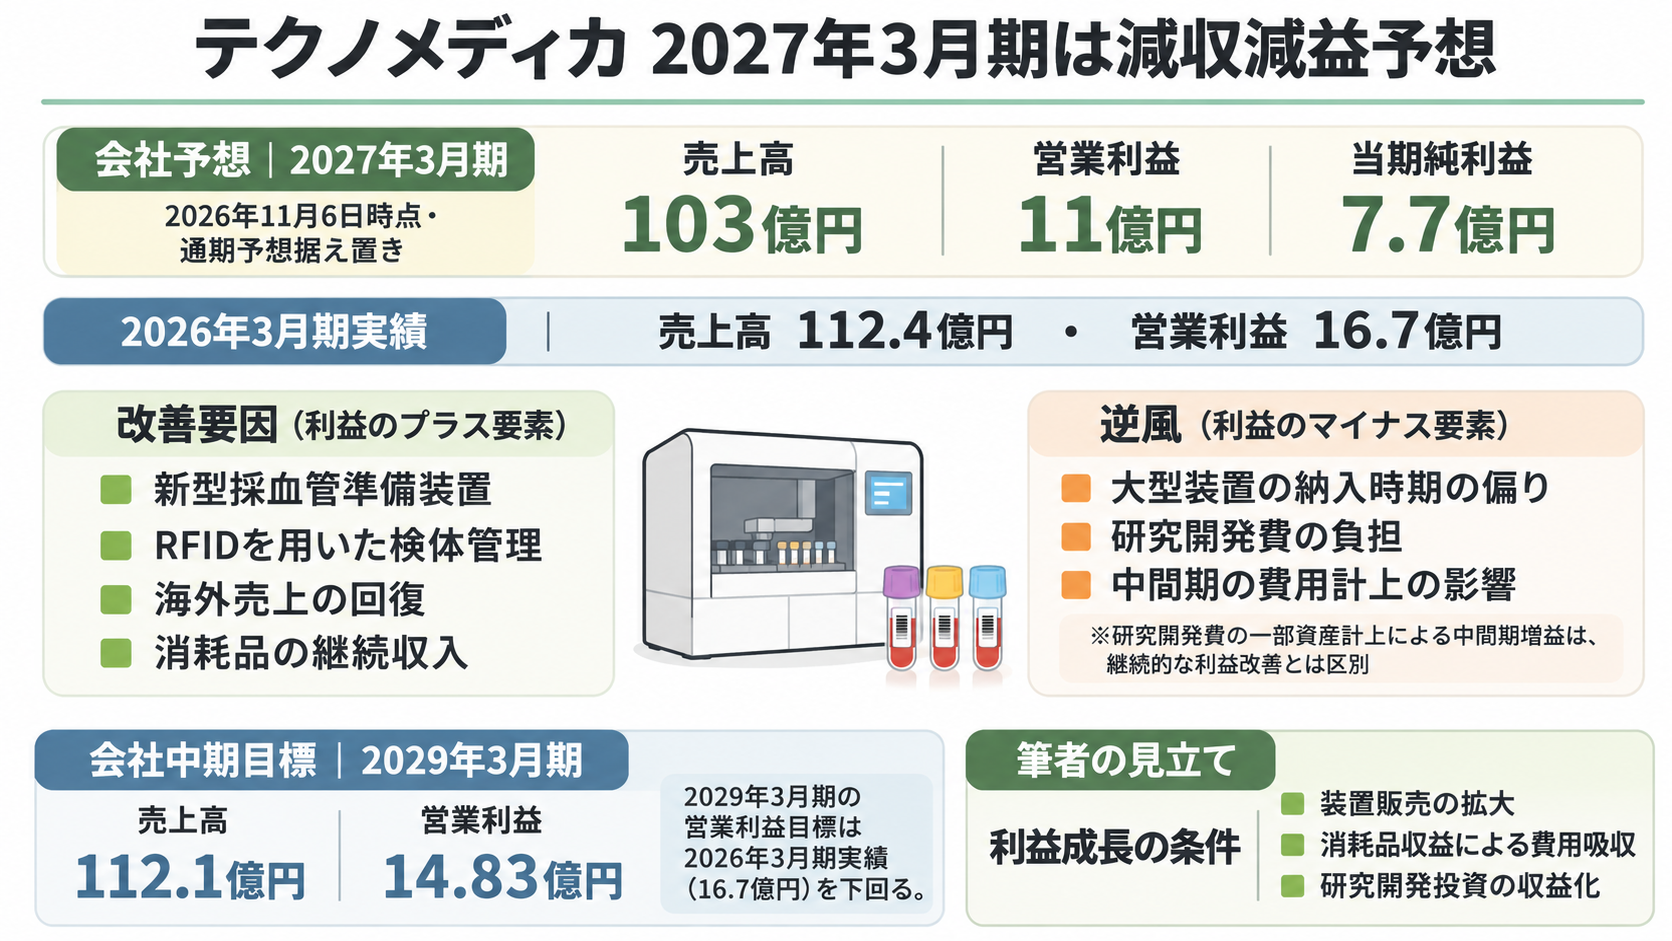 テクノメディカ 2027年3月期は減収減益予想
会社予想｜2027年3月期
2026年11月6日時点・
通期予想据え置き
売上高
103億円
営業利益
11億円
当期純利益
7.7億円
2026年3月期実績
売上高 112.4億円 ・ 営業利益 16.7億円
改善要因（利益のプラス要素）
新型採血管準備装置
RFIDを用いた検体管理
海外売上の回復
消耗品の継続収入
逆風（利益のマイナス要素）
大型装置の納入時期の偏り
研究開発費の負担
中間期の費用計上の影響
※研究開発費の一部資産計上による中間期増益は、
継続的な利益改善とは区別
会社中期目標｜2029年3月期
売上高
112.1億円
営業利益
14.83億円
2029年3月期の
営業利益目標は
2026年3月期実績
（16.7億円）を下回る。
筆者の見立て
利益成長の条件
装置販売の拡大
消耗品収益による費用吸収
研究開発投資の収益化